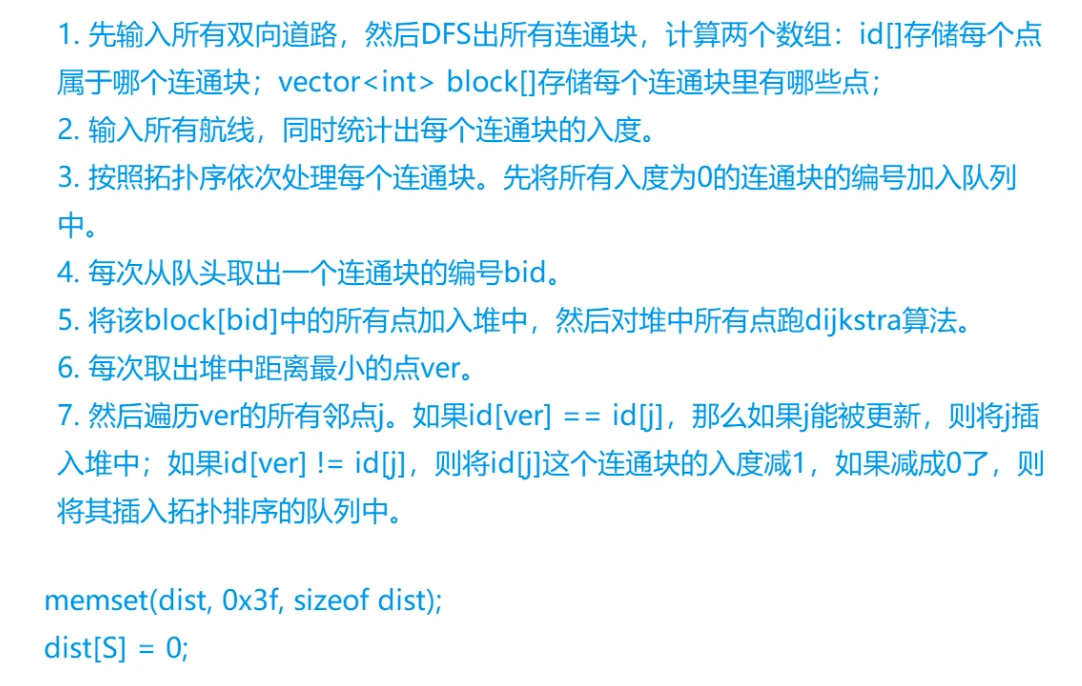 1. 先输入所有双向道路，然后DFS出所有连通块，计算两个数组：id[]存储每个点
属于哪个连通块；vector<int> block[]存储每个连通块里有哪些点；
2. 输入所有航线，同时统计出每个连通块的入度。
3. 按照拓扑序依次处理每个连通块。先将所有入度为0的连通块的编号加入队列
中。
4. 每次从队头取出一个连通块的编号bid。
5. 将该block[bid]中的所有点加入堆中，然后对堆中所有点跑dijkstra算法。
6. 每次取出堆中距离最小的点ver。
7. 然后遍历ver的所有邻点j。如果id[ver] == id[j]，那么如果j能被更新，则将j插
入堆中；如果id[ver] != id[j]，则将id[j]这个连通块的入度减1，如果减成0了，则
将其插入拓扑排序的队列中。
memset(dist, 0x3f, sizeof dist);
dist[S] = 0;